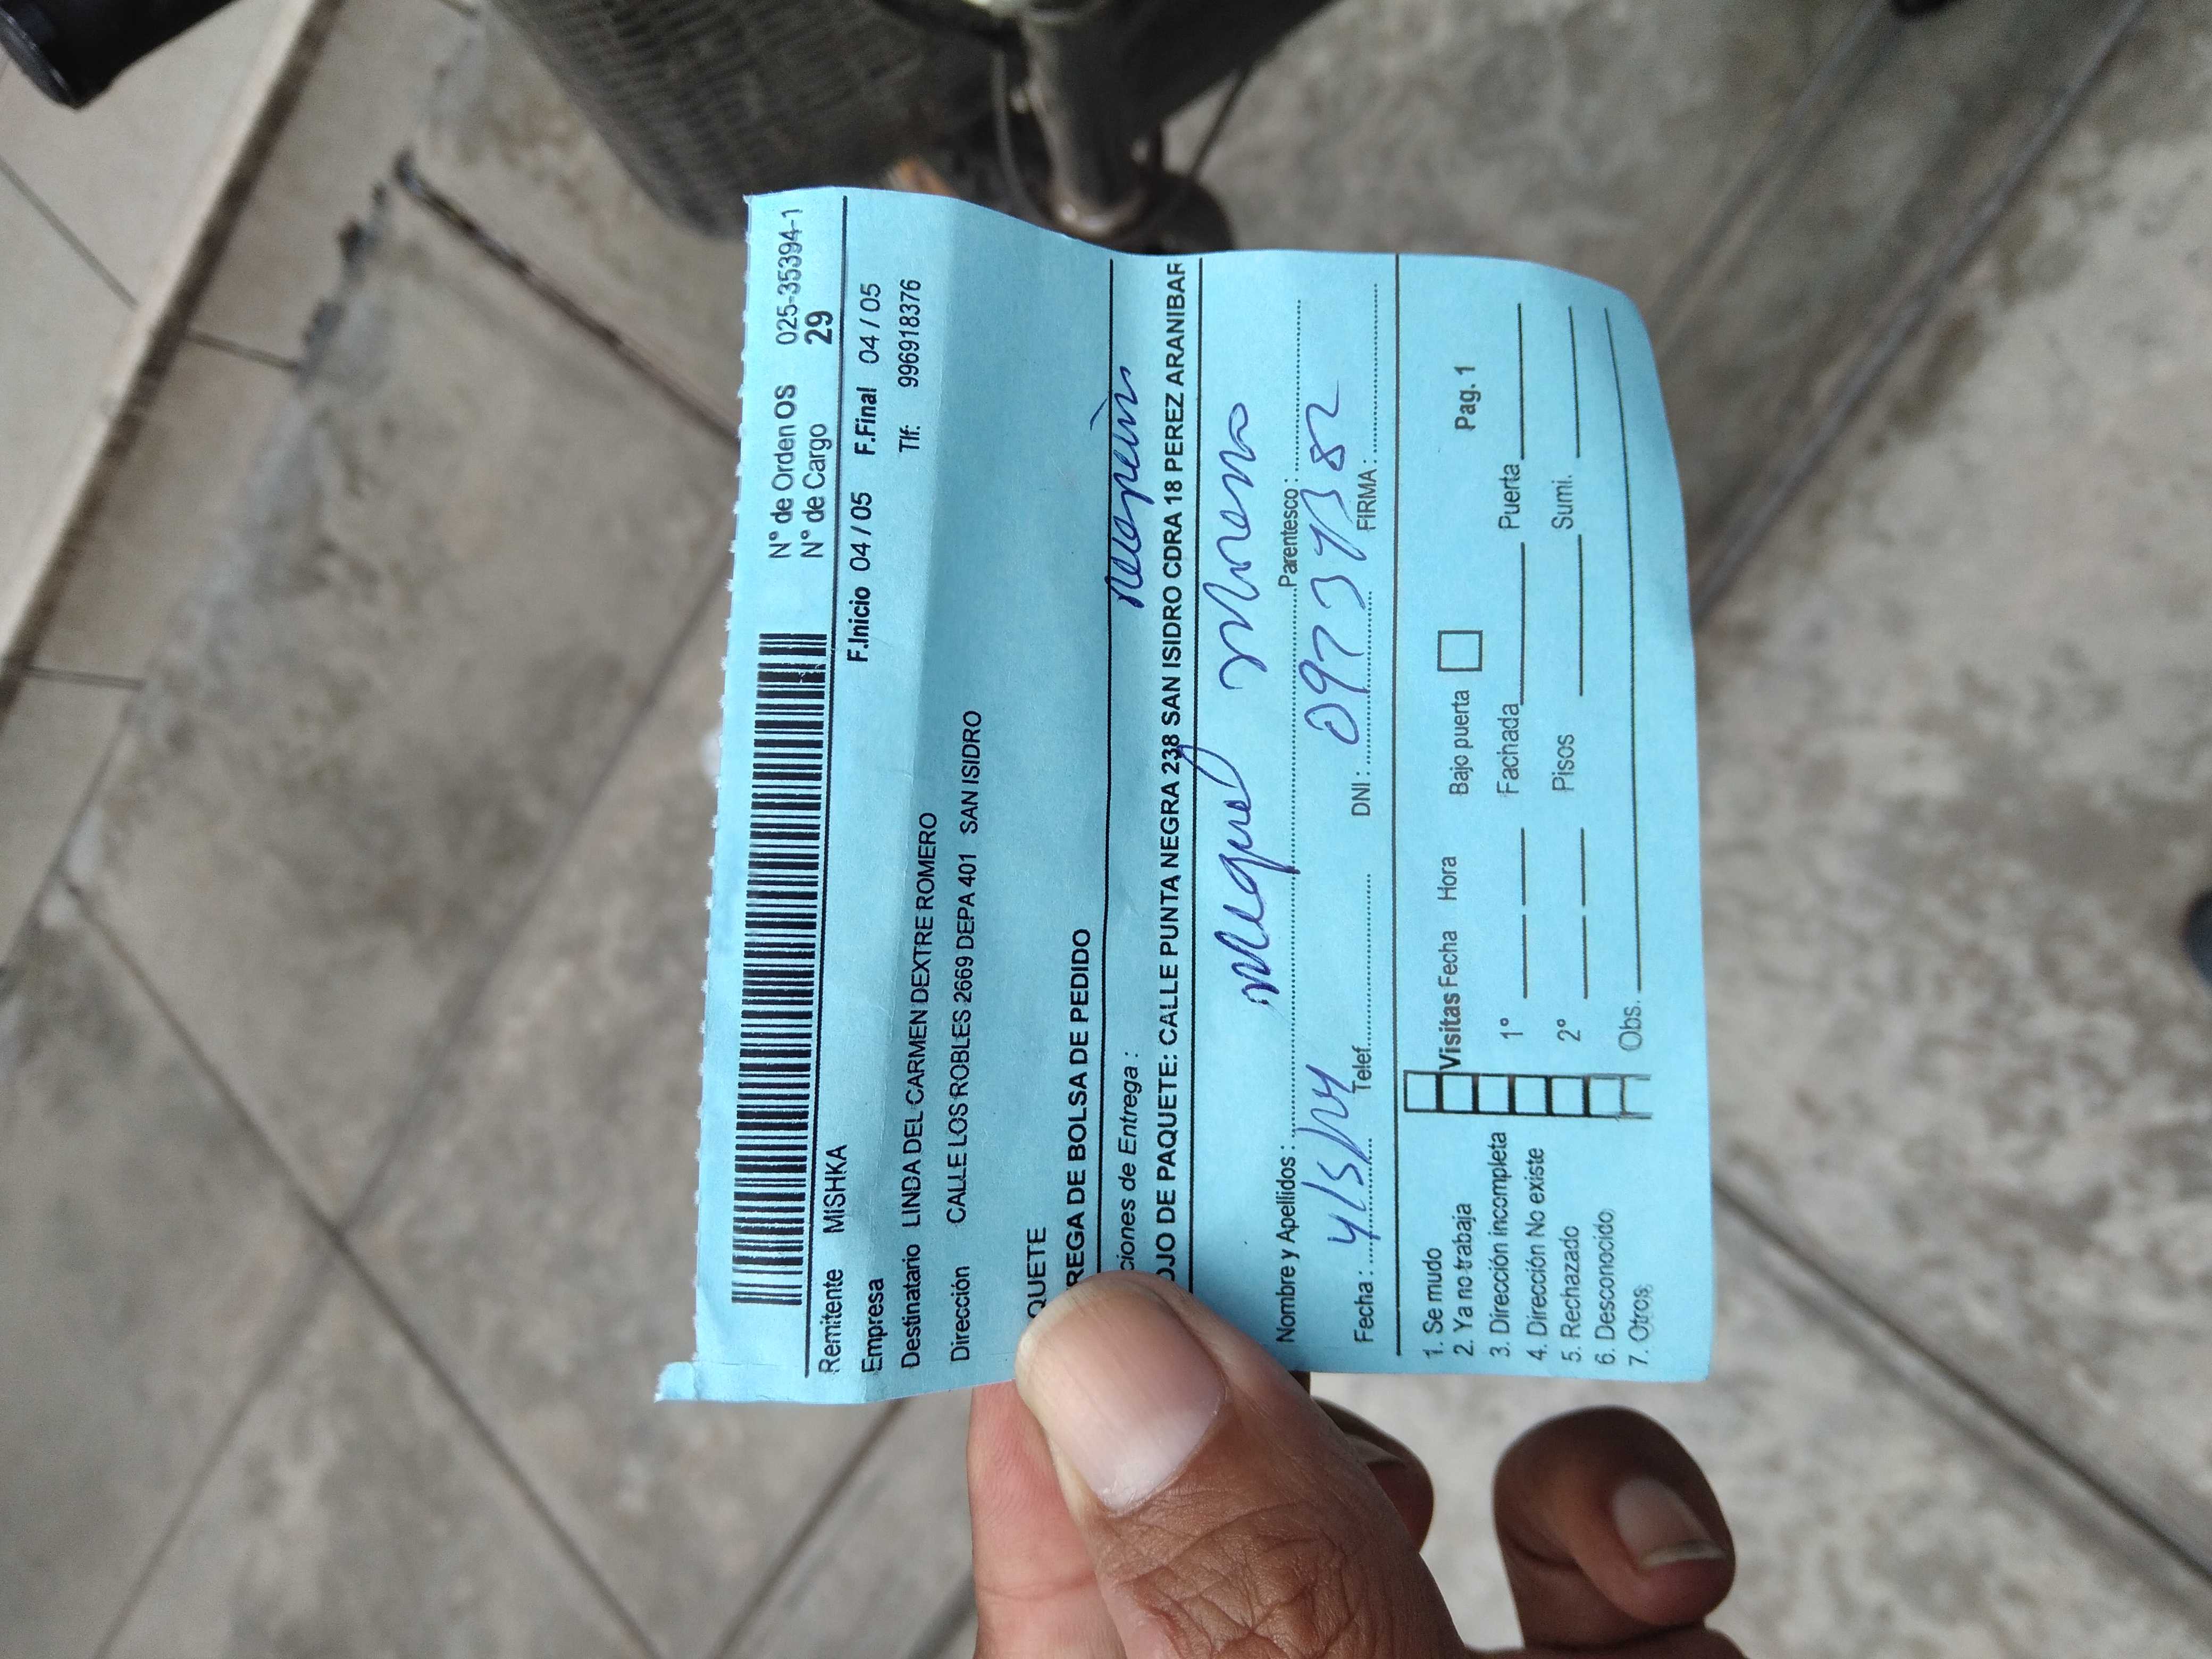 N° de Orden OS 025-35394-1
N° de Cargo 29
F.Inicio 04 / 05 F.Final 04 / 05
Remitente MISHKA
Empresa Tlf: 996918376
Destinatario LINDA DEL CARMEN DEXTRE ROMERO
Dirección CALLE LOS ROBLES 2669 DEPA 401 SAN ISIDRO
QUETE
REGA DE BOLSA DE PEDIDO
ciones de Entrega :
OJO DE PAQUETE: CALLE PUNTA NEGRA 238 SAN ISIDRO CDRA 18 PEREZ ARANIBAR
Nombre y Apellidos : Parentesco :
Fecha : Telef. DNI : FIRMA :
1. Se mudo
2. Ya no trabaja
3. Dirección incompleta
4. Dirección No existe
5. Rechazado
6. Desconocido
7. Otros
Visitas Fecha Hora Bajo puerta Pag. 1
1° Fachada Puerta
2° Pisos Sumi.
Obs.